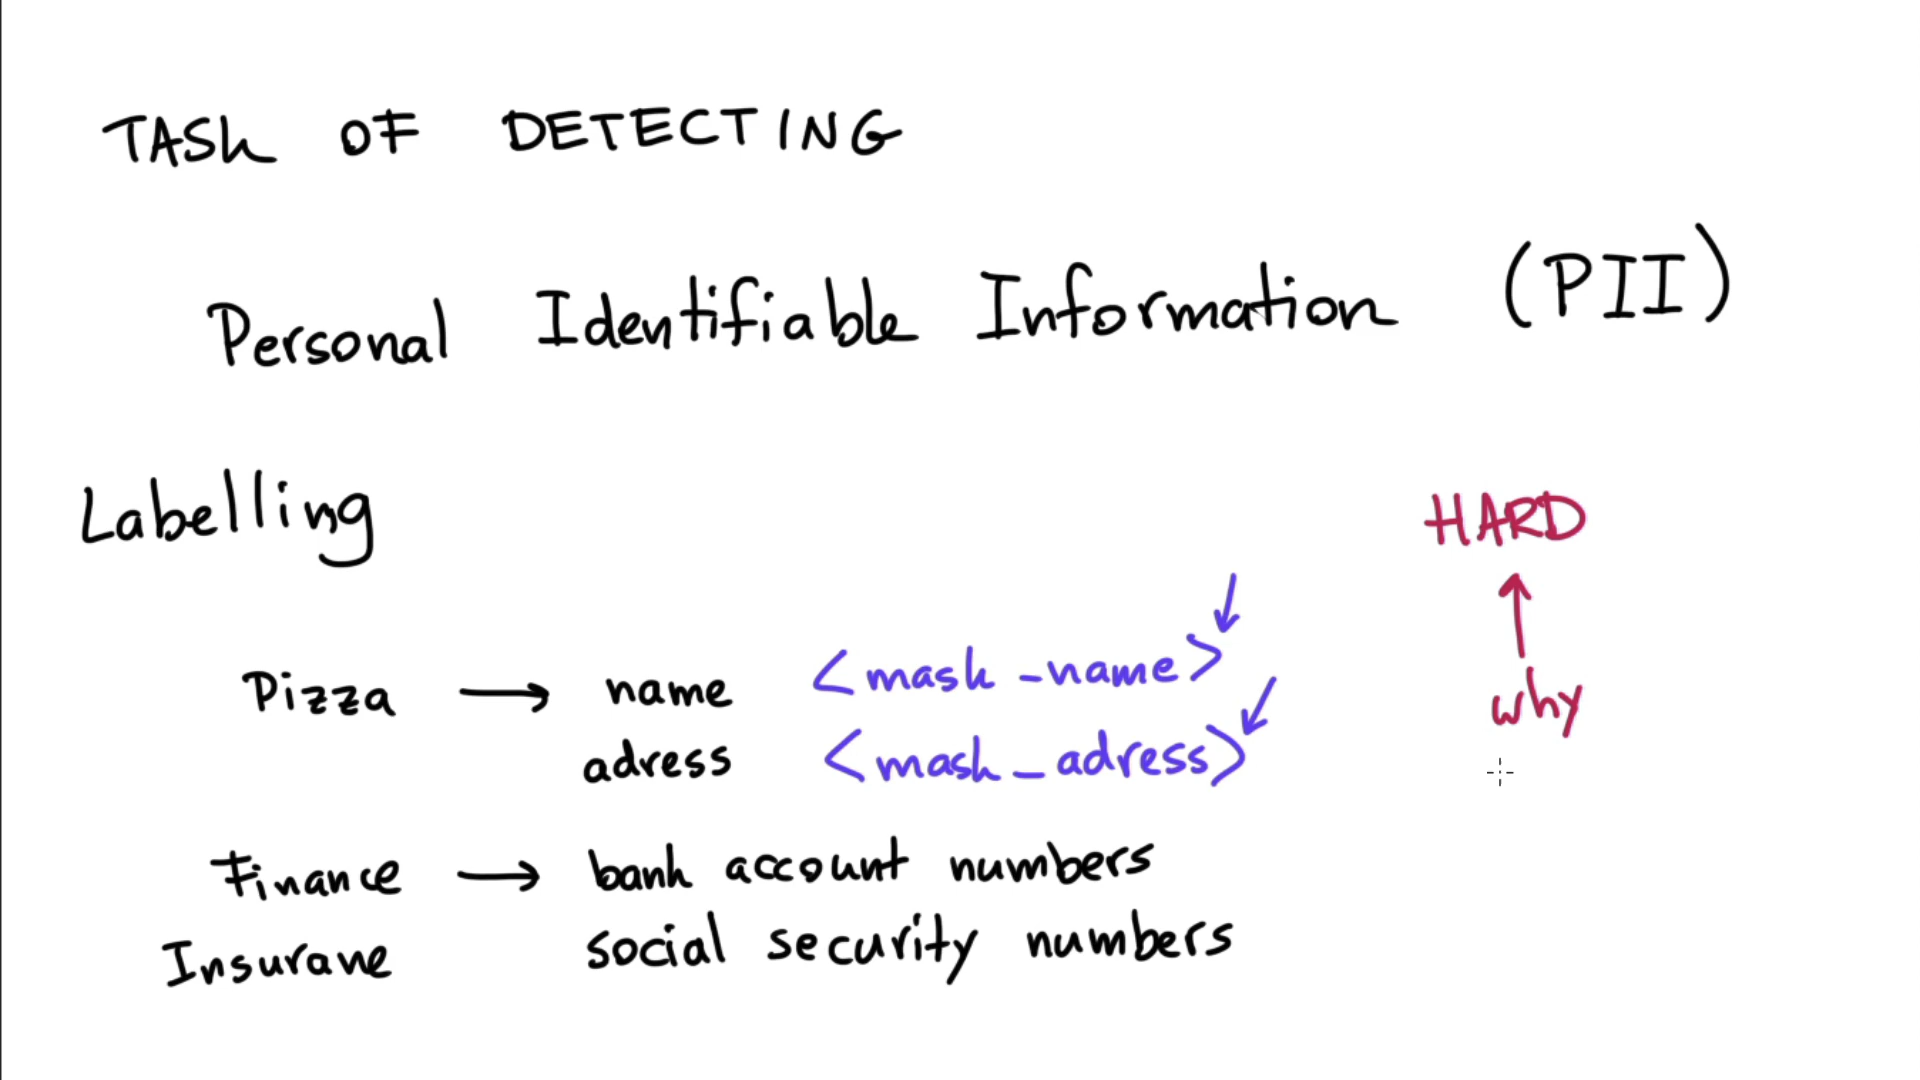 TASK OF DETECTING
Personal Identifiable Information (PII)
Labelling
HARD
why
Pizza → name <mask_name>
adress <mask_adress>
Finance → bank account numbers
Insurane social security numbers